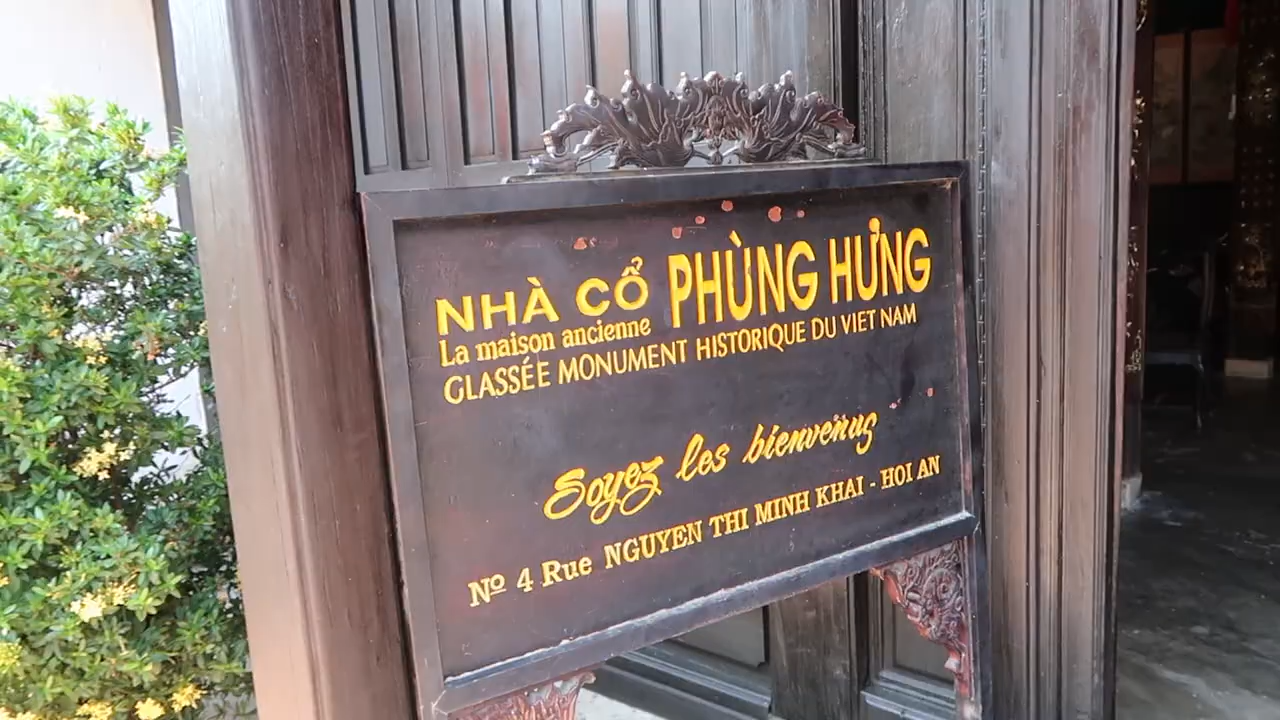 NHÀ CỔ PHÙNG HƯNG
La maison ancienne
GLASSÉE MONUMENT HISTORIQUE DU VIET NAM
Soyez les bienvenus
Nº 4 Rue NGUYEN THI MINH KHAI - HOI AN